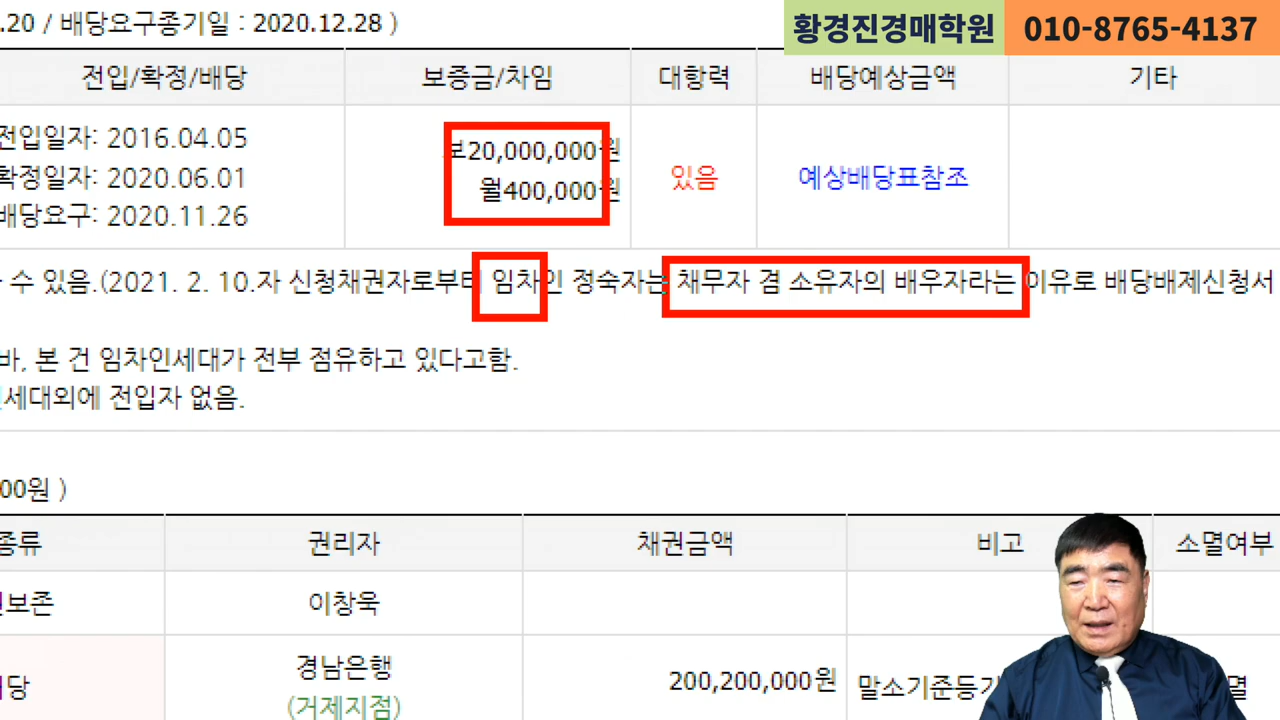 .20 / 배당요구종기일 : 2020.12.28 )
황경진경매학원 010-8765-4137
전입/확정/배당 보증금/차임 대항력 배당예상금액 기타
전입일자: 2016.04.05
확정일자: 2020.06.01
배당요구: 2020.11.26
보20,000,000원
월400,000원
있음
예상배당표참조
수 있음.(2021. 2. 10.자 신청채권자로부터 임차인 정숙자는 채무자 겸 소유자의 배우자라는 이유로 배당배제신청서
바, 본 건 임차인세대가 전부 점유하고 있다고함.
세대외에 전입자 없음.
00원 )
종류 권리자 채권금액 비고 소멸여부
보존 이창욱
당 경남은행
(거제지점)
200,200,000원 말소기준등기 멸